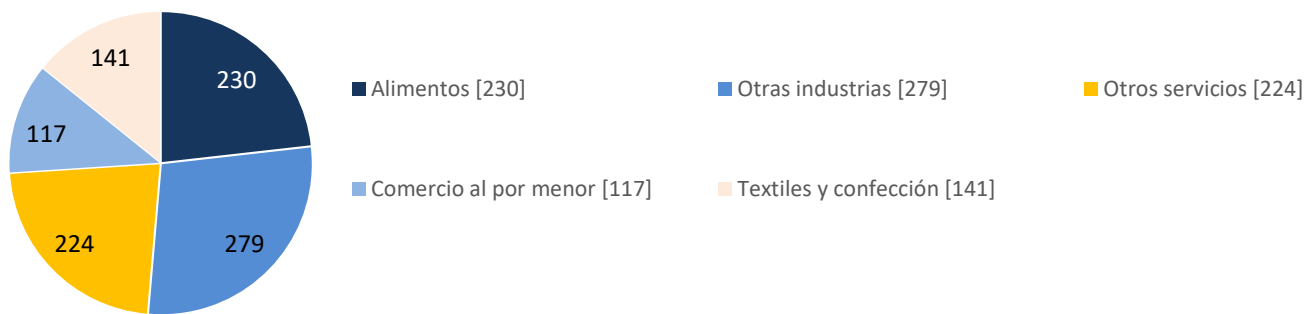 141
230
117
224
279
Alimentos [230]
Otras industrias [279]
Otros servicios [224]
Comercio al por menor [117]
Textiles y confección [141]